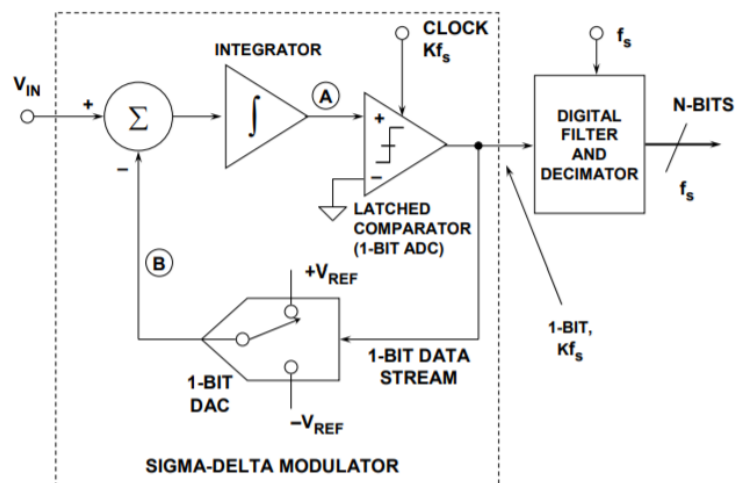 CLOCK
Kfs
fs
INTEGRATOR
VIN
+
Σ
−
∫
A
+
−
DIGITAL
FILTER
AND
DECIMATOR
N-BITS
fs
LATCHED
COMPARATOR
(1-BIT ADC)
B
+VREF
1-BIT DATA
STREAM
1-BIT
DAC
−VREF
1-BIT,
Kfs
SIGMA-DELTA MODULATOR